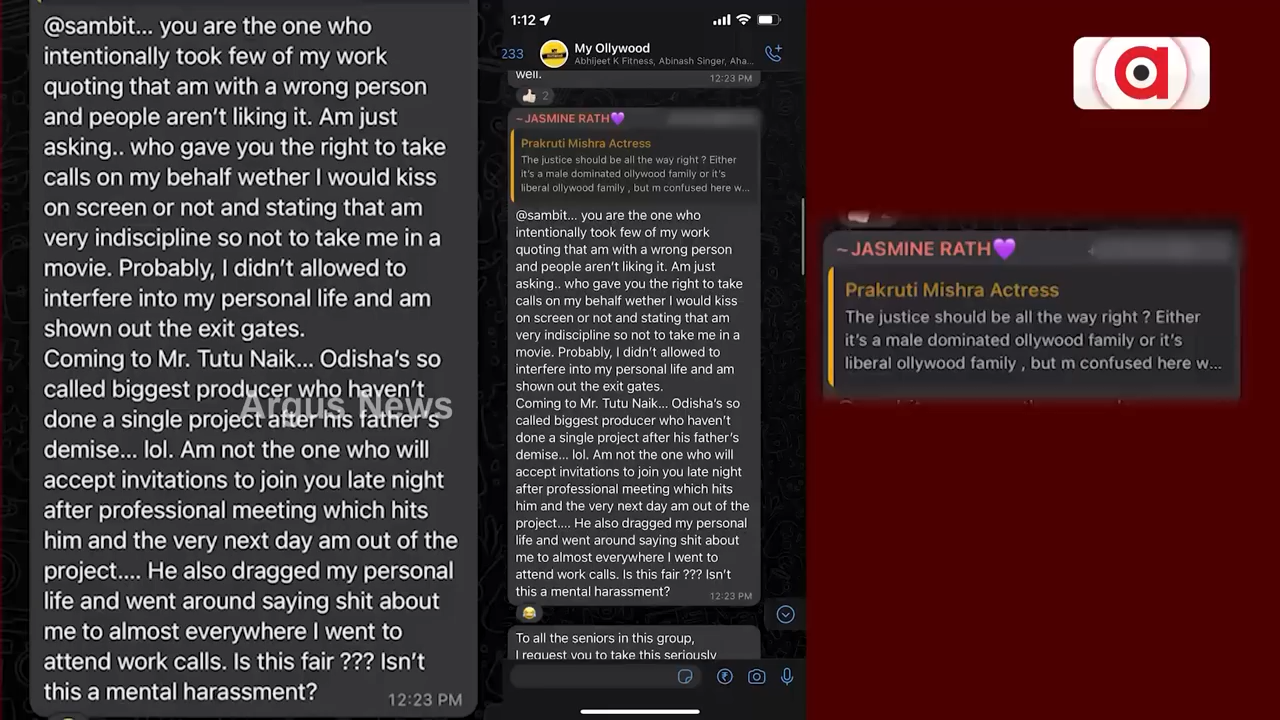 @sambit... you are the one who
intentionally took few of my work
quoting that am with a wrong person
and people aren't liking it. Am just
asking.. who gave you the right to take
calls on my behalf wether I would kiss
on screen or not and stating that am
very indiscipline so not to take me in a
movie. Probably, I didn't allowed to
interfere into my personal life and am
shown out the exit gates.
Coming to Mr. Tutu Naik... Odisha's so
called biggest producer who haven't
done a single project after his father's
demise... lol. Am not the one who will
accept invitations to join you late night
after professional meeting which hits
him and the very next day am out of the
project.... He also dragged my personal
life and went around saying shit about
me to almost everywhere I went to
attend work calls. Is this fair ??? Isn't
this a mental harassment?
12:23 PM
Argus News
1:12
233
My Ollywood
Abhijeet K Fitness, Abinash Singer, Aha...
well.
12:23 PM
👍🏻 2
~JASMINE RATH💜
Prakruti Mishra Actress
The justice should be all the way right ? Either
it's a male dominated ollywood family or it's
liberal ollywood family , but m confused here w...
@sambit... you are the one who
intentionally took few of my work
quoting that am with a wrong person
and people aren't liking it. Am just
asking.. who gave you the right to take
calls on my behalf wether I would kiss
on screen or not and stating that am
very indiscipline so not to take me in a
movie. Probably, I didn't allowed to
interfere into my personal life and am
shown out the exit gates.
Coming to Mr. Tutu Naik... Odisha's so
called biggest producer who haven't
done a single project after his father's
demise... lol. Am not the one who will
accept invitations to join you late night
after professional meeting which hits
him and the very next day am out of the
project.... He also dragged my personal
life and went around saying shit about
me to almost everywhere I went to
attend work calls. Is this fair ??? Isn't
this a mental harassment?
12:23 PM
😂
To all the seniors in this group,
I request you to take this seriously
a
~JASMINE RATH💜
Prakruti Mishra Actress
The justice should be all the way right ? Either
it's a male dominated ollywood family or it's
liberal ollywood family , but m confused here w...